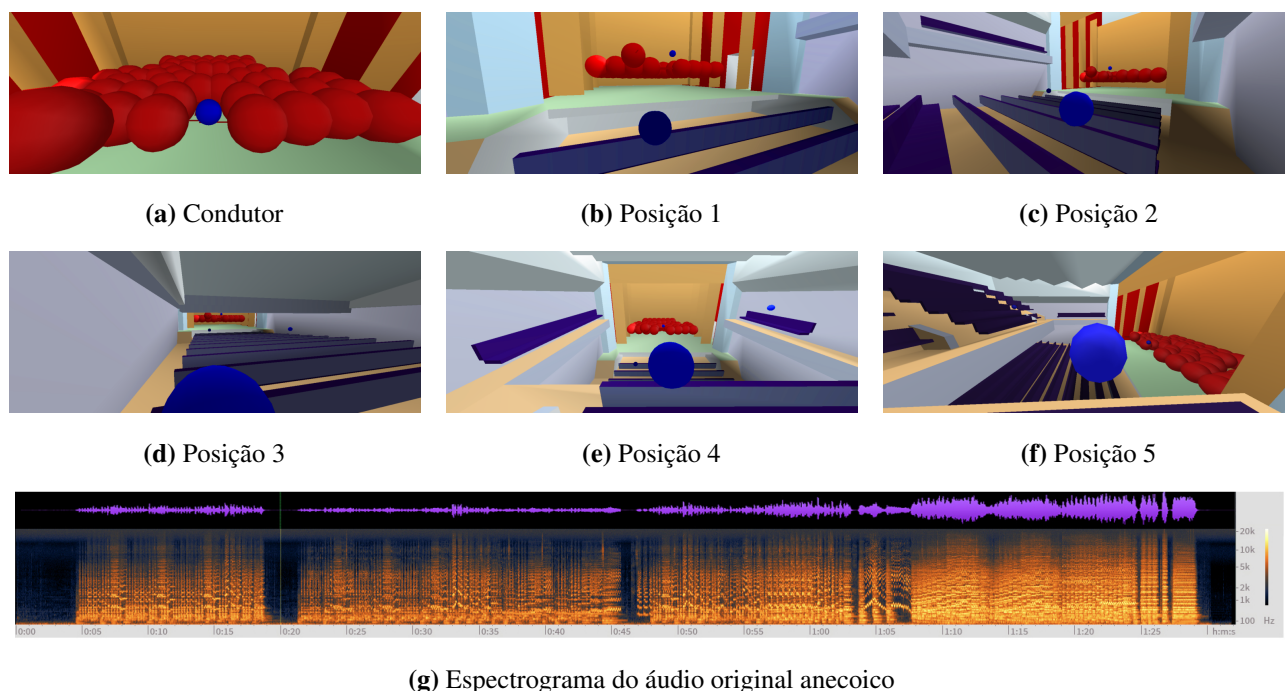 (a) Condutor
(b) Posição 1
(c) Posição 2
(d) Posição 3
(e) Posição 4
(f) Posição 5
20k
10k
5k
2k
1k
100 Hz
0:00 0:05 0:10 0:15 0:20 0:25 0:30 0:35 0:40 0:45 0:50 0:55 1:00 1:05 1:10 1:15 1:20 1:25 h:m:s
(g) Espectrograma do áudio original anecoico